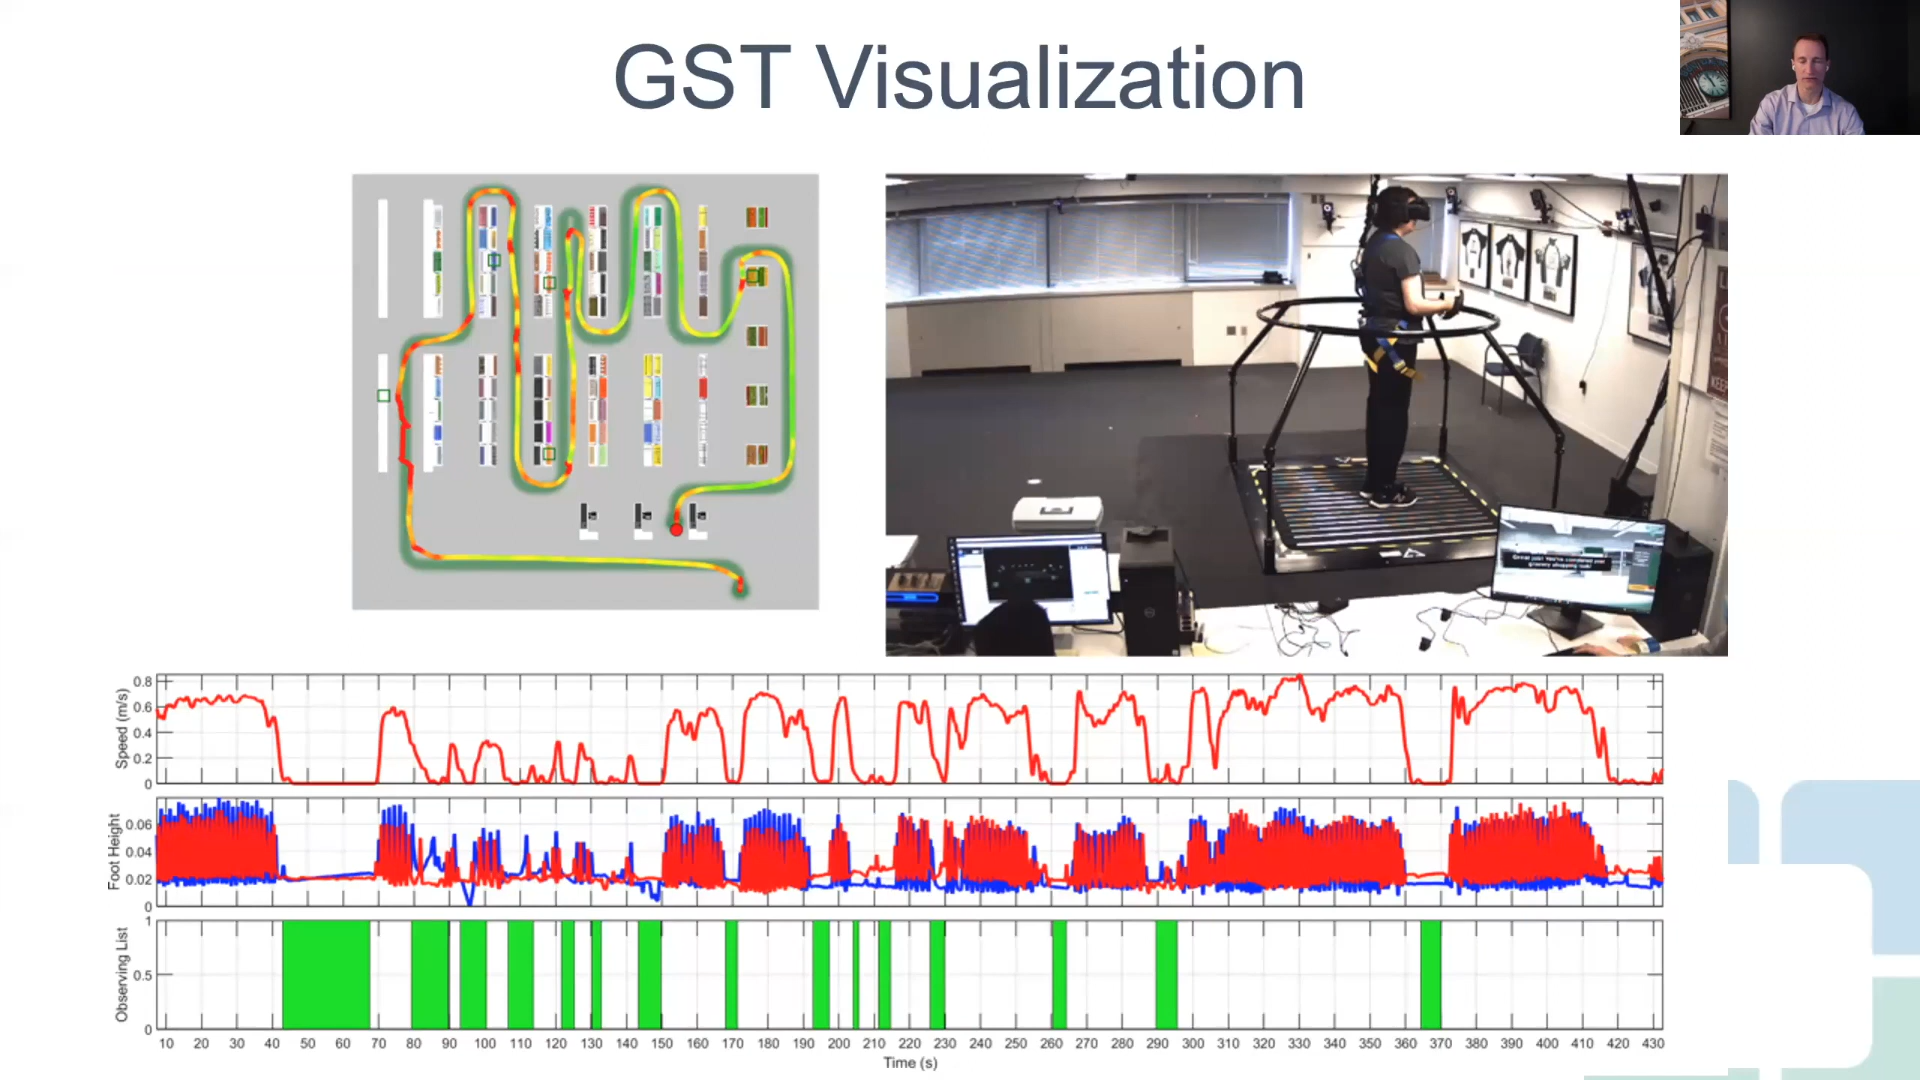 GST Visualization
Speed (m/s)
0.8
0.6
0.4
0.2
0
Foot Height
0.06
0.04
0.02
0
Observing List
1
0.5
0
10 20 30 40 50 60 70 80 90 100 110 120 130 140 150 160 170 180 190 200 210 220 230 240 250 260 270 280 290 300 310 320 330 340 350 360 370 380 390 400 410 420 430
Time (s)